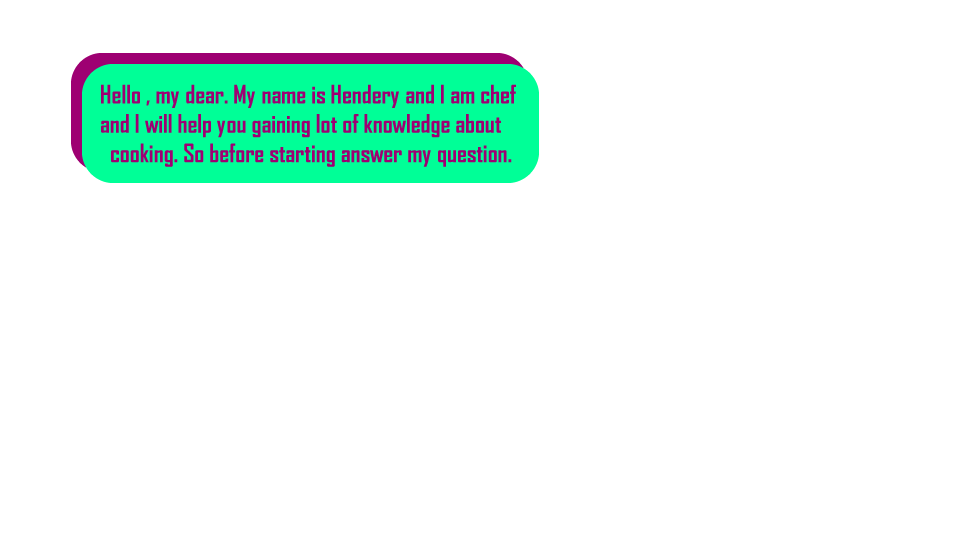 Hello , my dear. My name is Hendery and I am chef
and I will help you gaining lot of knowledge about
cooking. So before starting answer my question.